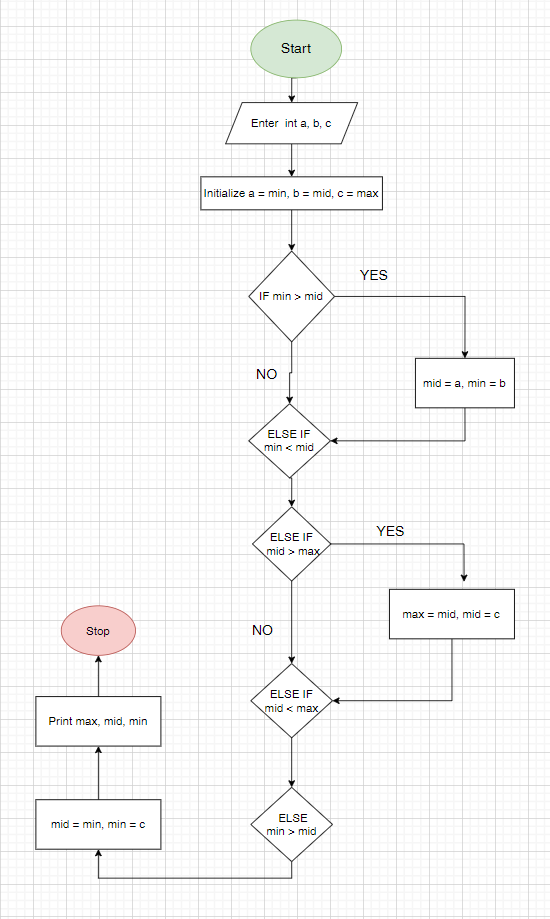 Start
Enter int a, b, c
Initialize a = min, b = mid, c = max
IF min > mid
YES
NO
mid = a, min = b
ELSE IF
min < mid
ELSE IF
mid > max
YES
NO
max = mid, mid = c
ELSE IF
mid < max
ELSE
min > mid
mid = min, min = c
Print max, mid, min
Stop